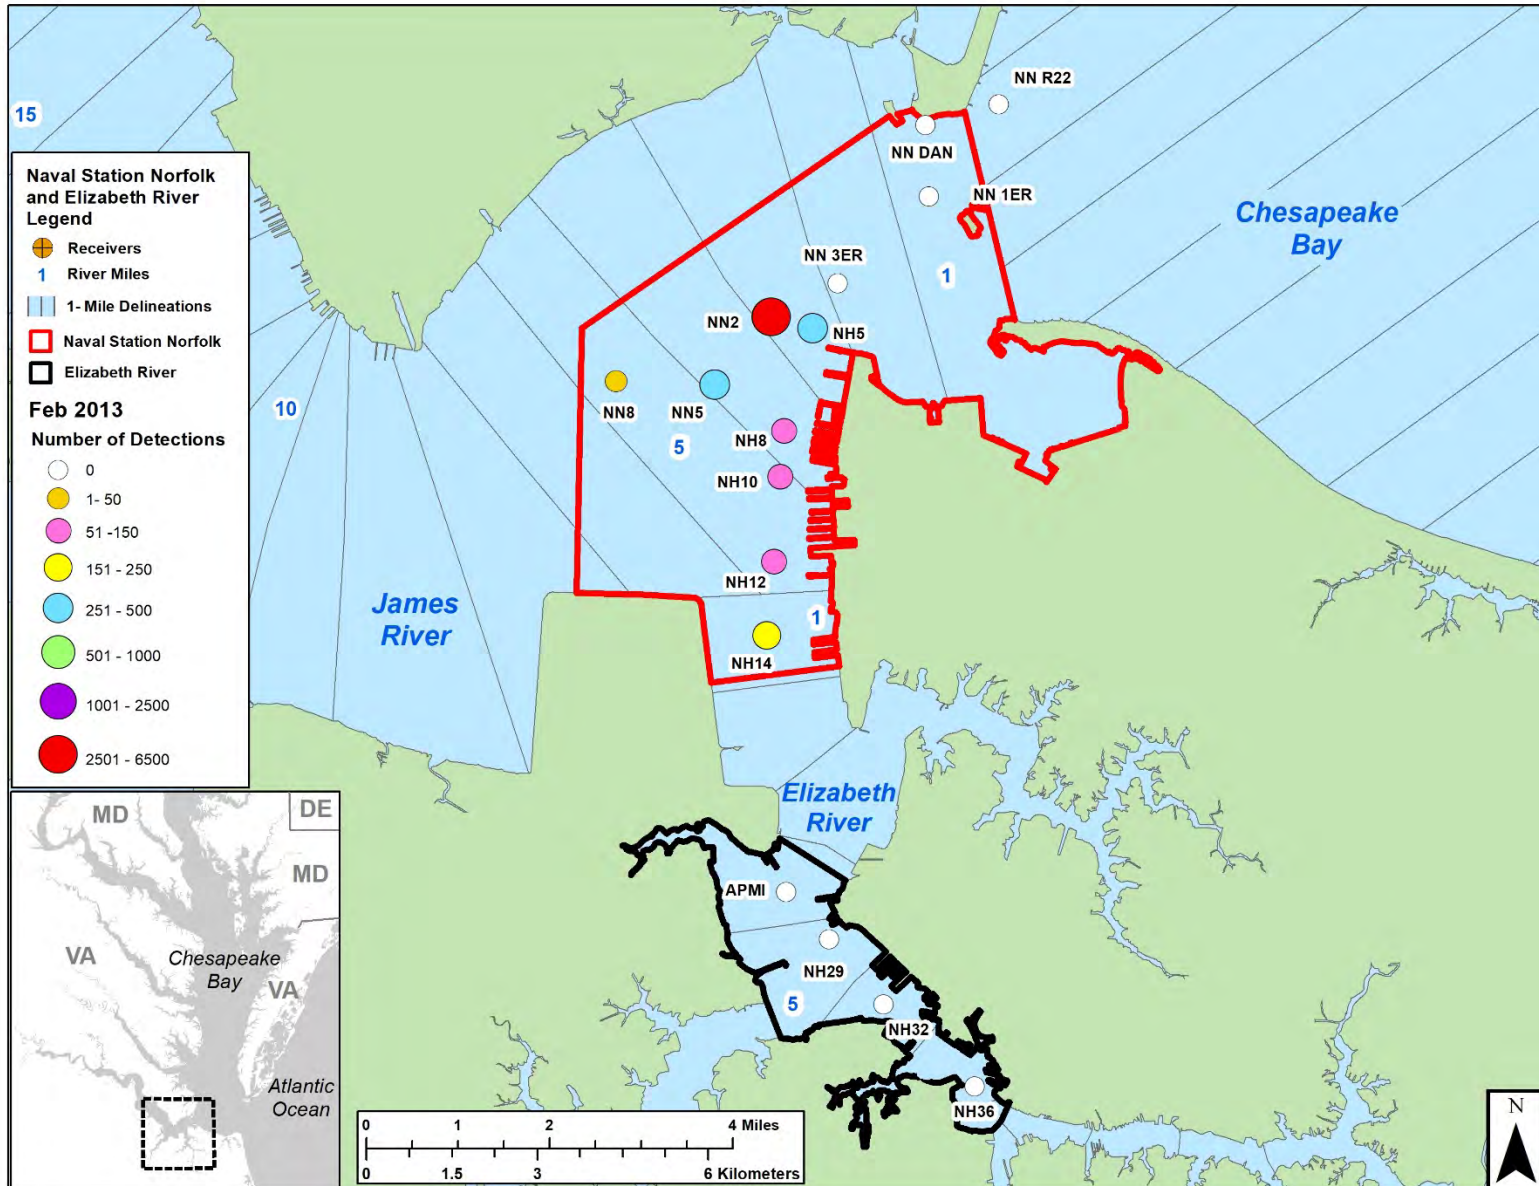 NN R22
15
NN DAN
Naval Station Norfolk
and Elizabeth River
Legend
Receivers
1 River Miles
1- Mile Delineations
Naval Station Norfolk
Elizabeth River
Feb 2013
Number of Detections
0
1- 50
51 -150
151 - 250
251 - 500
501 - 1000
1001 - 2500
2501 - 6500
NN 1ER
Chesapeake
Bay
NN 3ER
1
NN2
NH5
NN8
NN5
10
NH8
5
NH10
NH12
James
River
1
NH14
Elizabeth
River
APMI
NH29
5
NH32
NH36
MD
DE
MD
VA
Chesapeake
Bay
VA
Atlantic
Ocean
0 1 2 4 Miles
0 1.5 3 6 Kilometers
N